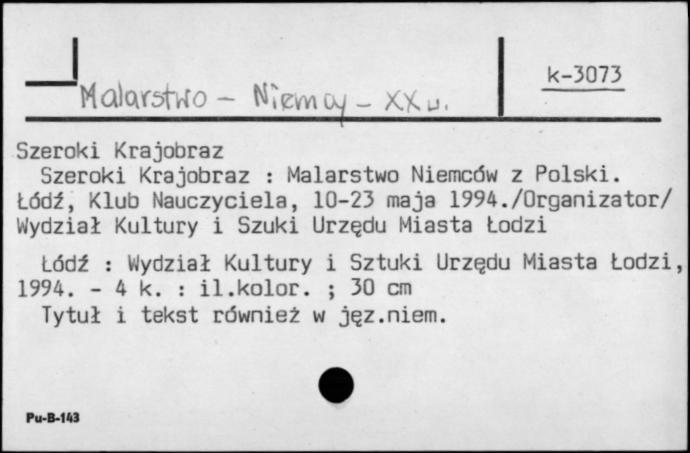 k-3073
Malarstwo – Niemcy – XX w.
Szeroki Krajobraz
Szeroki Krajobraz : Malarstwo Niemców z Polski.
Łódź, Klub Nauczyciela, 10-23 maja 1994./Organizator/
Wydział Kultury i Szuki Urzędu Miasta Łodzi
Łódź : Wydział Kultury i Sztuki Urzędu Miasta Łodzi,
1994. - 4 k. : il.kolor. ; 30 cm
Tytuł i tekst również w jęz.niem.
Pu-B-143